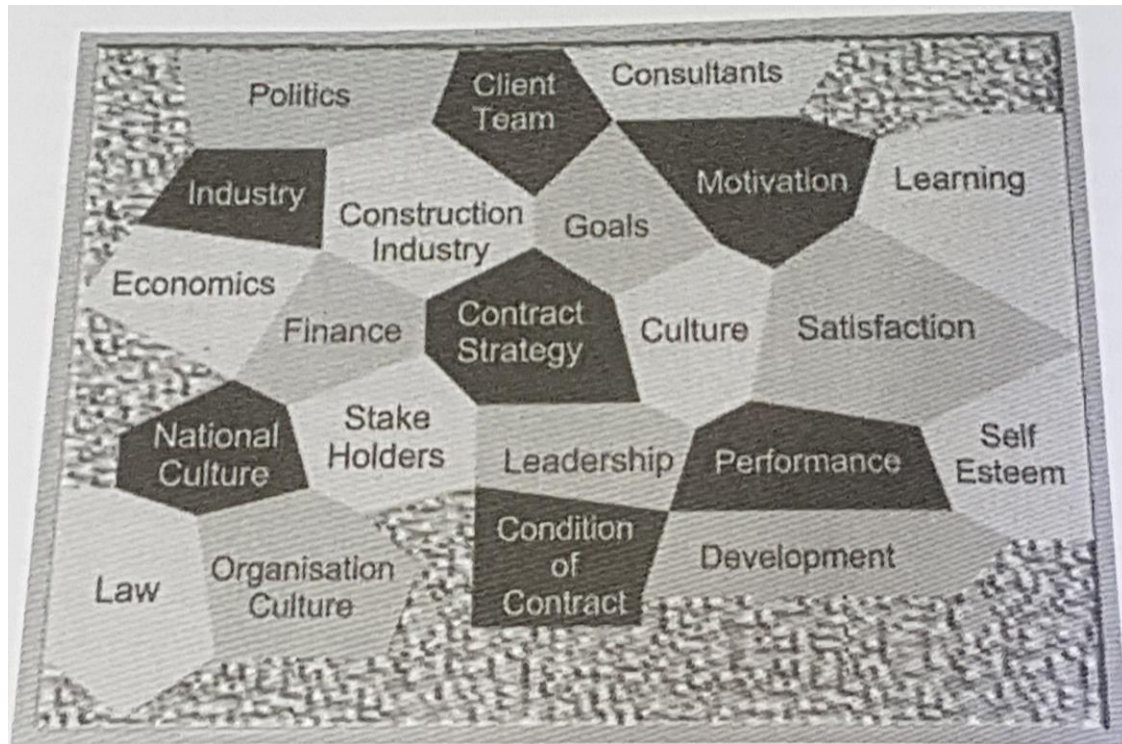 Politics
Client
Team
Consultants
Industry
Construction
Industry
Goals
Motivation
Learning
Economics
Finance
Contract
Strategy
Culture
Satisfaction
National
Culture
Stake
Holders
Leadership
Performance
Self
Esteem
Law
Organisation
Culture
Condition
of
Contract
Development